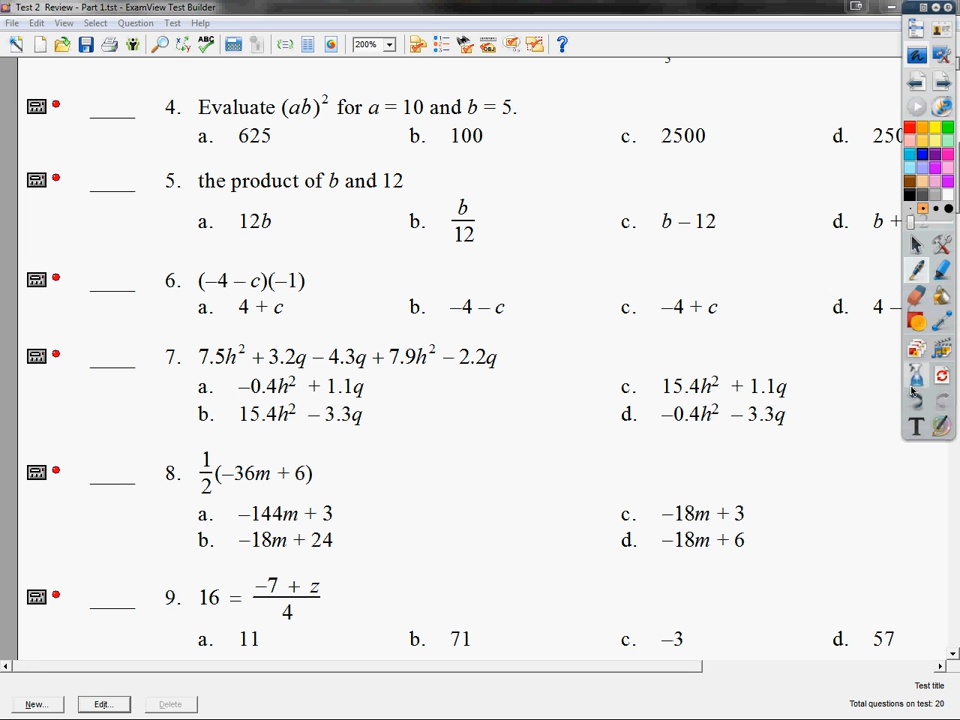 Test 2 Review - Part 1.tst - ExamView Test Builder
File Edit View Select Question Test Help
200%
4. Evaluate (ab)² for a = 10 and b = 5.
a. 625 b. 100 c. 2500 d. 250
5. the product of b and 12
a. 12b b. b/12 c. b – 12 d. b +
6. (–4 – c)(–1)
a. 4 + c b. –4 – c c. –4 + c d. 4 –
7. 7.5h² + 3.2q – 4.3q + 7.9h² – 2.2q
a. –0.4h² + 1.1q c. 15.4h² + 1.1q
b. 15.4h² – 3.3q d. –0.4h² – 3.3q
8. 1/2(–36m + 6)
a. –144m + 3 c. –18m + 3
b. –18m + 24 d. –18m + 6
9. 16 = –7 + z / 4
a. 11 b. 71 c. –3 d. 57
Test title
New... Edit... Delete Total questions on test: 20